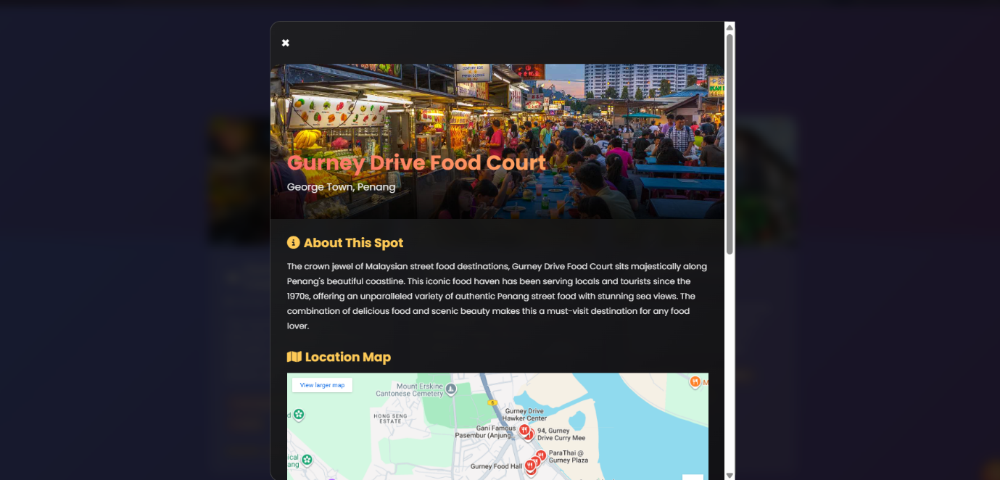 ✖
CENTURY EGG
Gurney Drive Food Court
George Town, Penang
About This Spot
The crown jewel of Malaysian street food destinations, Gurney Drive Food Court sits majestically along
Penang's beautiful coastline. This iconic food haven has been serving locals and tourists since the
1970s, offering an unparalleled variety of authentic Penang street food with stunning sea views. The
combination of delicious food and scenic beauty makes this a must-visit destination for any food
lover.
Location Map
View larger map
Mount Erskine
Cantonese Cemetery
6
M
HONG SENG
ESTATE
Gurney Drive
Hawker Center
Gani Famous
Pasembur (Anjung
94, Gurney
Drive Curry Mee
ParaThai @
Gurney Plaza
Gurney Food Hall
ical
ang